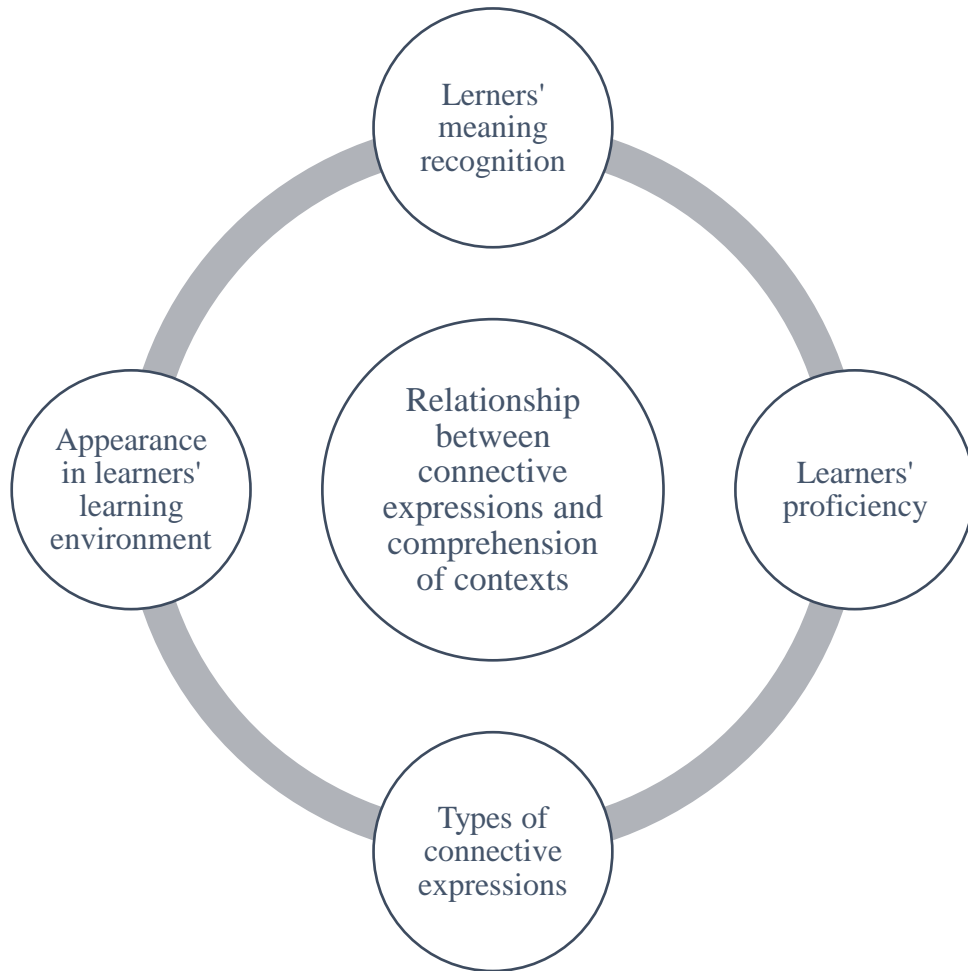 Lerners'
meaning
recognition
Relationship
between
connective
expressions and
comprehension
of contexts
Appearance
in learners'
learning
environment
Learners'
proficiency
Types of
connective
expressions